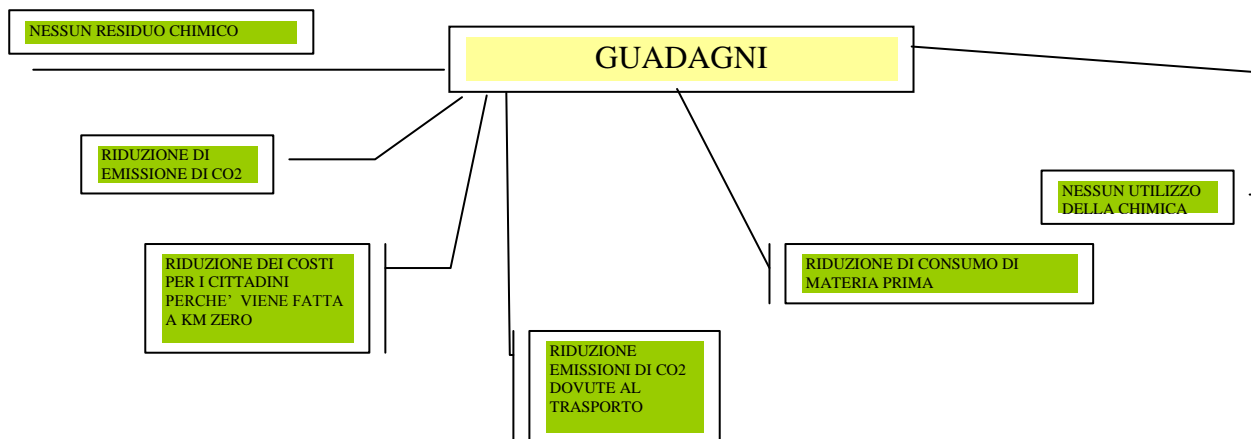 NESSUN RESIDUO CHIMICO
GUADAGNI
RIDUZIONE DI
EMISSIONE DI CO2
NESSUN UTILIZZO
DELLA CHIMICA
RIDUZIONE DEI COSTI
PER I CITTADINI
PERCHE’ VIENE FATTA
A KM ZERO
RIDUZIONE DI CONSUMO DI
MATERIA PRIMA
RIDUZIONE
EMISSIONI DI CO2
DOVUTE AL
TRASPORTO